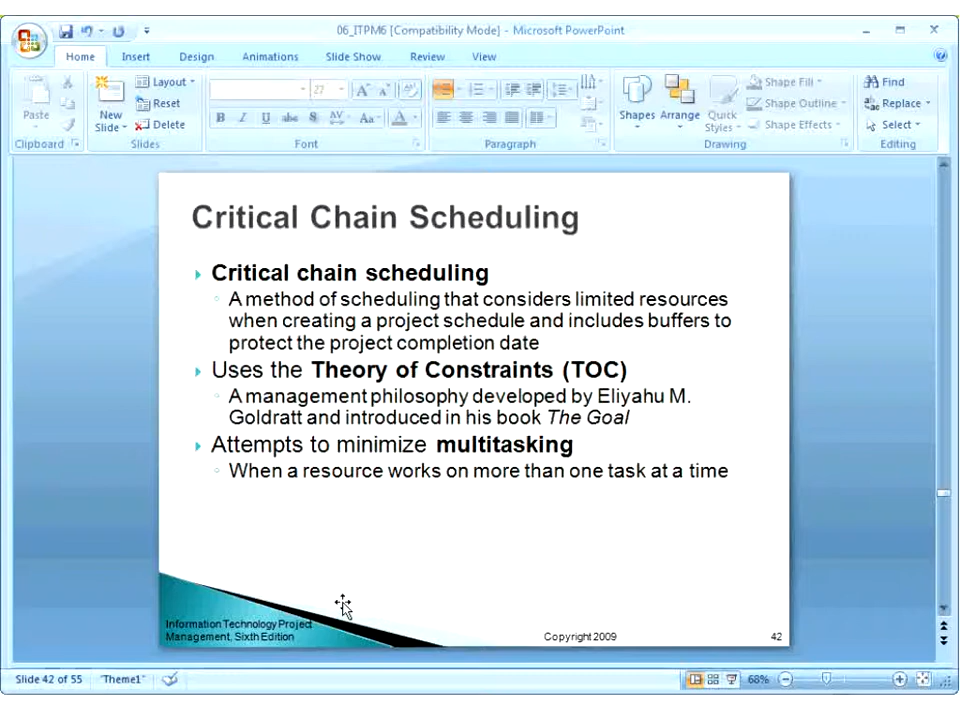 06_ITPM6 [Compatibility Mode] - Microsoft PowerPoint
Home Insert Design Animations Slide Show Review View
Paste
Clipboard
New
Slide
Layout
Reset
Delete
Slides
27
B I U abe S AV Aa A
Font
Paragraph
Shapes Arrange Quick
Styles
Shape Fill
Shape Outline
Shape Effects
Drawing
Find
Replace
Select
Editing
Critical Chain Scheduling
Critical chain scheduling
A method of scheduling that considers limited resources
when creating a project schedule and includes buffers to
protect the project completion date
Uses the Theory of Constraints (TOC)
A management philosophy developed by Eliyahu M.
Goldratt and introduced in his book The Goal
Attempts to minimize multitasking
When a resource works on more than one task at a time
Information Technology Project
Management, Sixth Edition
Copyright 2009
42
Slide 42 of 55 "Theme1" 68%